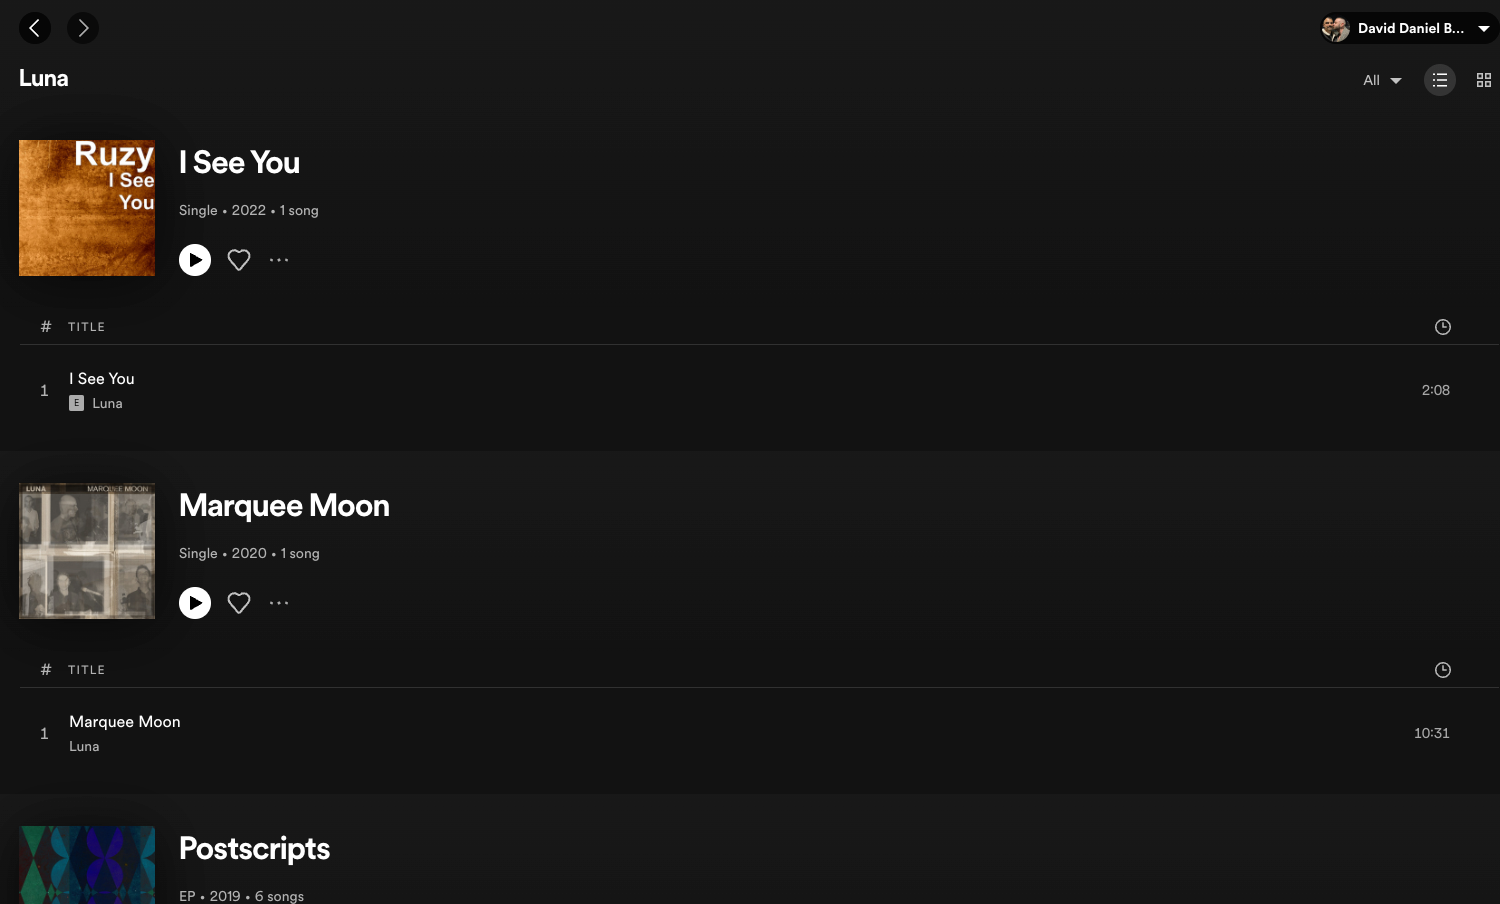 David Daniel B...
Luna
All
Ruzy
I See
You
I See You
Single • 2022 • 1 song
# TITLE
1
I See You
E Luna
2:08
LUNA MARQUEE MOON
Marquee Moon
Single • 2020 • 1 song
# TITLE
1
Marquee Moon
Luna
10:31
Postscripts
EP • 2019 • 6 songs